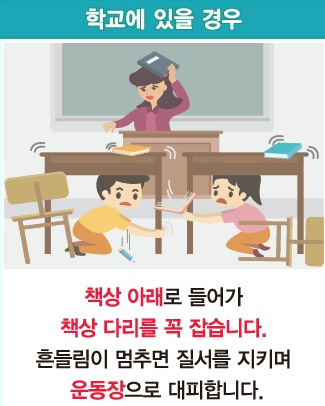 학교에 있을 경우
책상 아래로 들어가
책상 다리를 꼭 잡습니다.
흔들림이 멈추면 질서를 지키며
운동장으로 대피합니다.